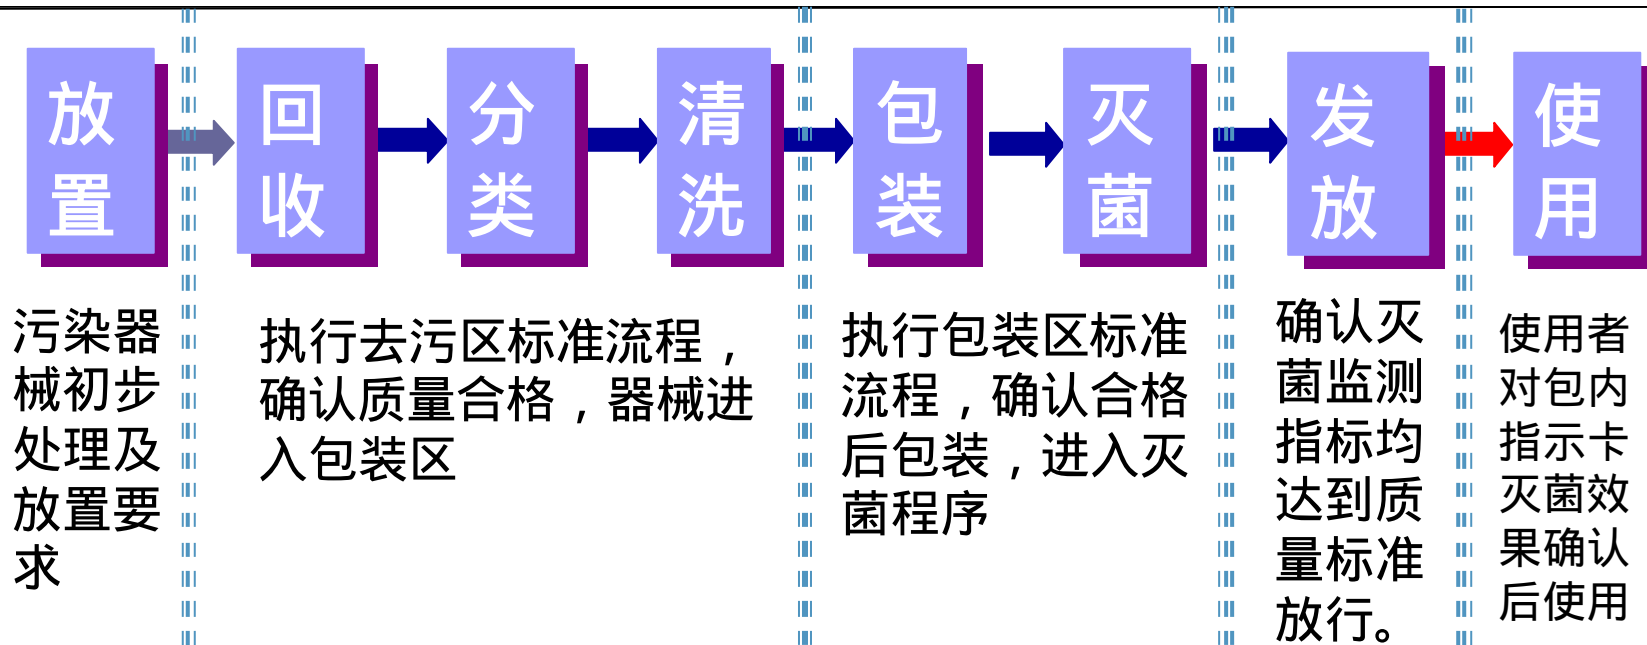 放
置
回
收
分
类
清
洗
包
装
灭
菌
发
放
使
用
污染器
械初步
处理及
放置要
求
执行去污区标准流程，
确认质量合格，器械进
入包装区
执行包装区标准
流程，确认合格
后包装，进入灭
菌程序
确认灭
菌监测
指标均
达到质
量标准
放行。
使用者
对包内
指示卡
灭菌效
果确认
后使用